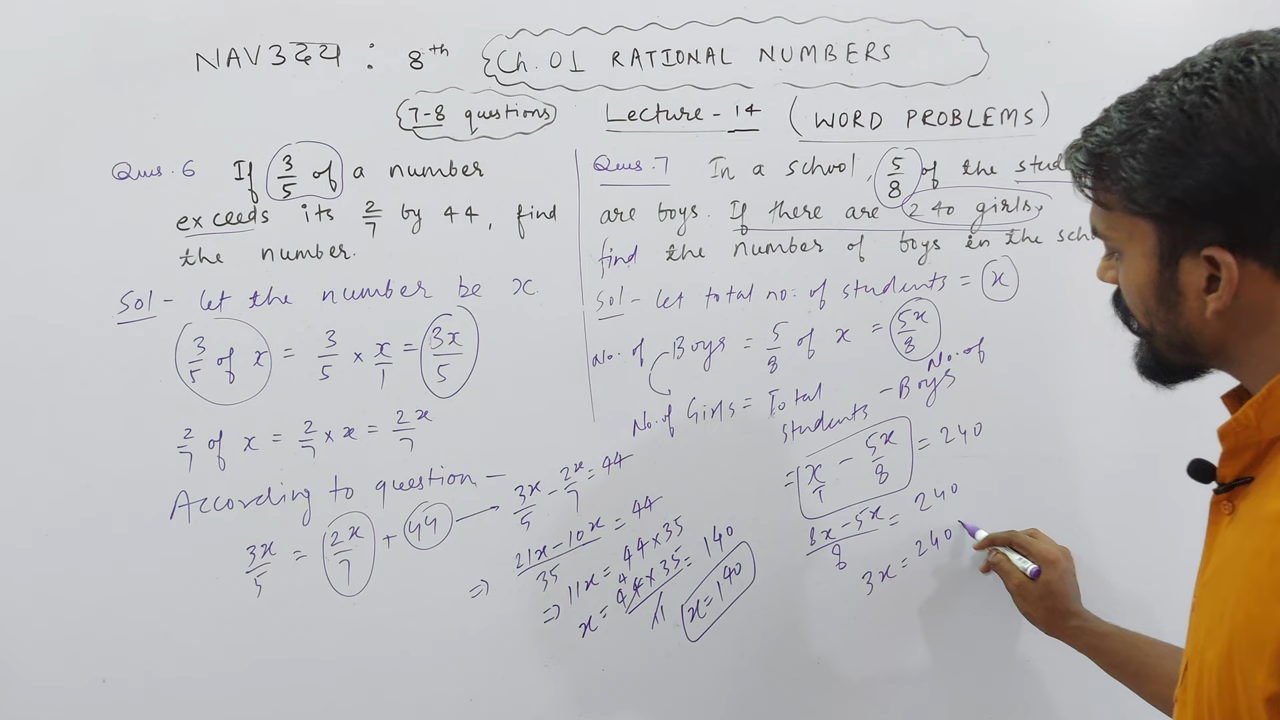 NAV3दय : 8th Ch. 01 RATIONAL NUMBERS
7-8 questions Lecture - 14 (WORD PROBLEMS)
Ques. 6 If 3/5 of a number
exceeds its 2/7 by 44, find
the number.
Sol - let the number be x.
3/5 of x = 3/5 × x/1 = 3x/5
2/7 of x = 2/7 × x = 2x/7
According to question -
3x/5 = 2x/7 + 44 → 3x/5 - 2x/7 = 44
⇒ 21x - 10x/35 = 44
⇒ 11x = 44×35
x = 44×35/11 = 140
4
x = 140
Ques. 7 In a school, 5/8 of the
are boys. If there are 240 girls,
find the number of boys in the
Sol - let total no: of students = x
No. of Boys = 5/8 of x = 5x/8
No. of Girls = Total students - No. of Boys
= x/1 - 5x/8 = 240
8x - 5x/8 = 240
3x = 240